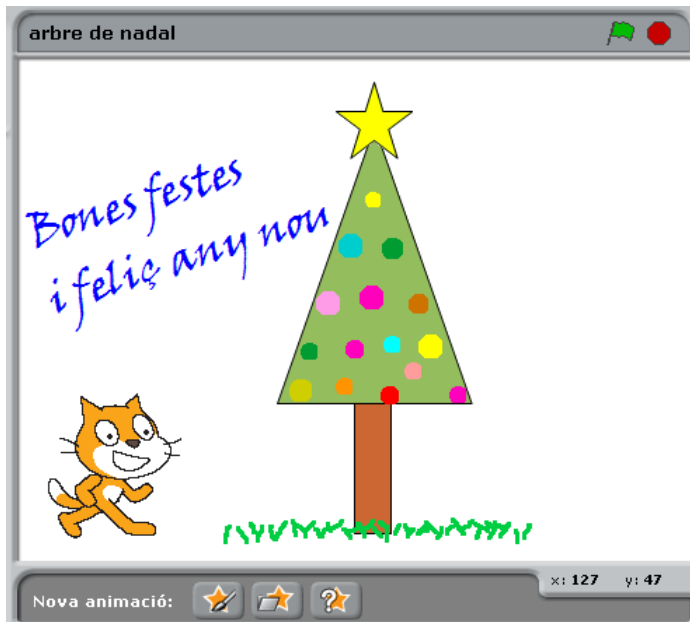 arbre de nadal
Bones festes
i feliç any nou
x: 127 y: 47
Nova animació: